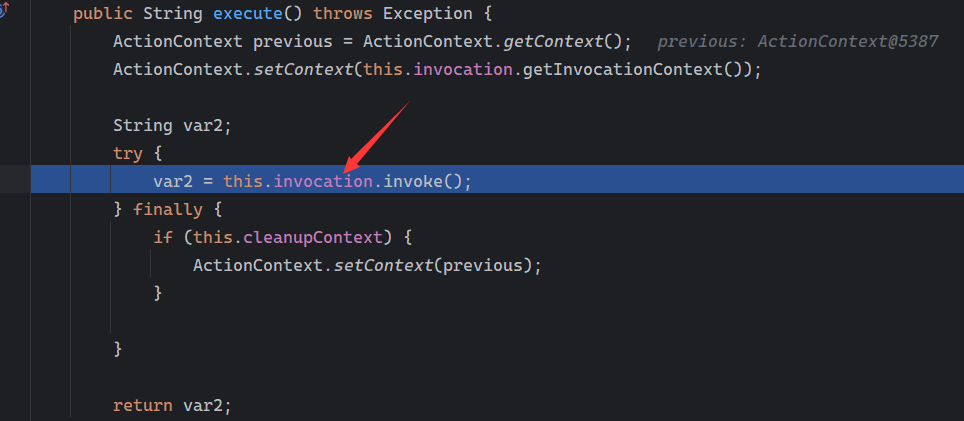 public String execute() throws Exception {
ActionContext previous = ActionContext.getContext(); previous: ActionContext@5387
ActionContext.setContext(this.invocation.getInvocationContext());
String var2;
try {
var2 = this.invocation.invoke();
} finally {
if (this.cleanupContext) {
ActionContext.setContext(previous);
}
}
return var2;